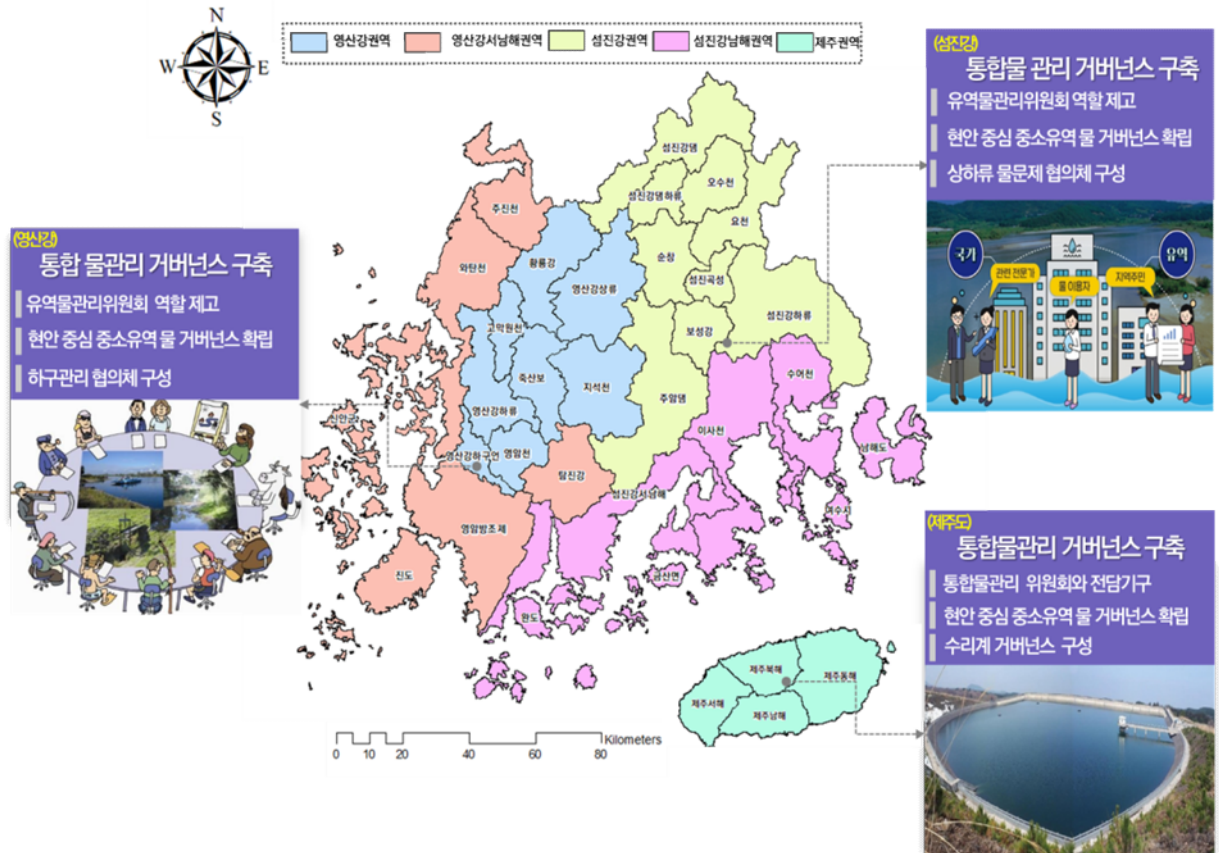 N
W
E
S
영산강권역
영산강서남해권역
섬진강권역
섬진강남해권역
제주권역
(섬진강)
통합물 관리 거버넌스 구축
유역물관리위원회 역할 제고
현안 중심 중소유역 물 거버넌스 확립
상하류 물문제 협의체 구성
국가
유역
관련 전문가
물 이용자
지역주민
(영산강)
통합 물관리 거버넌스 구축
유역물관리위원회 역할 제고
현안 중심 중소유역 물 거버넌스 확립
하구관리 협의체 구성
섬진강댐
섬진강댐하류
오수천
요천
주진천
와탄천
황룡강
영산강상류
순창
섬진곡성
섬진강하류
고막원천
보성강
죽산보
지석천
주암댐
수어천
영산강하류
이사천
신안군
남해도
영산강하구언
영암천
탐진강
섬진강서남해
여수시
영암방조제
진도
금산면
완도
제주북해
제주동해
제주서해
제주남해
0 10 20 40 60 80
Kilometers
(제주도)
통합물관리 거버넌스 구축
통합물관리 위원회와 전담기구
현안 중심 중소유역 물 거버넌스 확립
수리계 거버넌스 구성